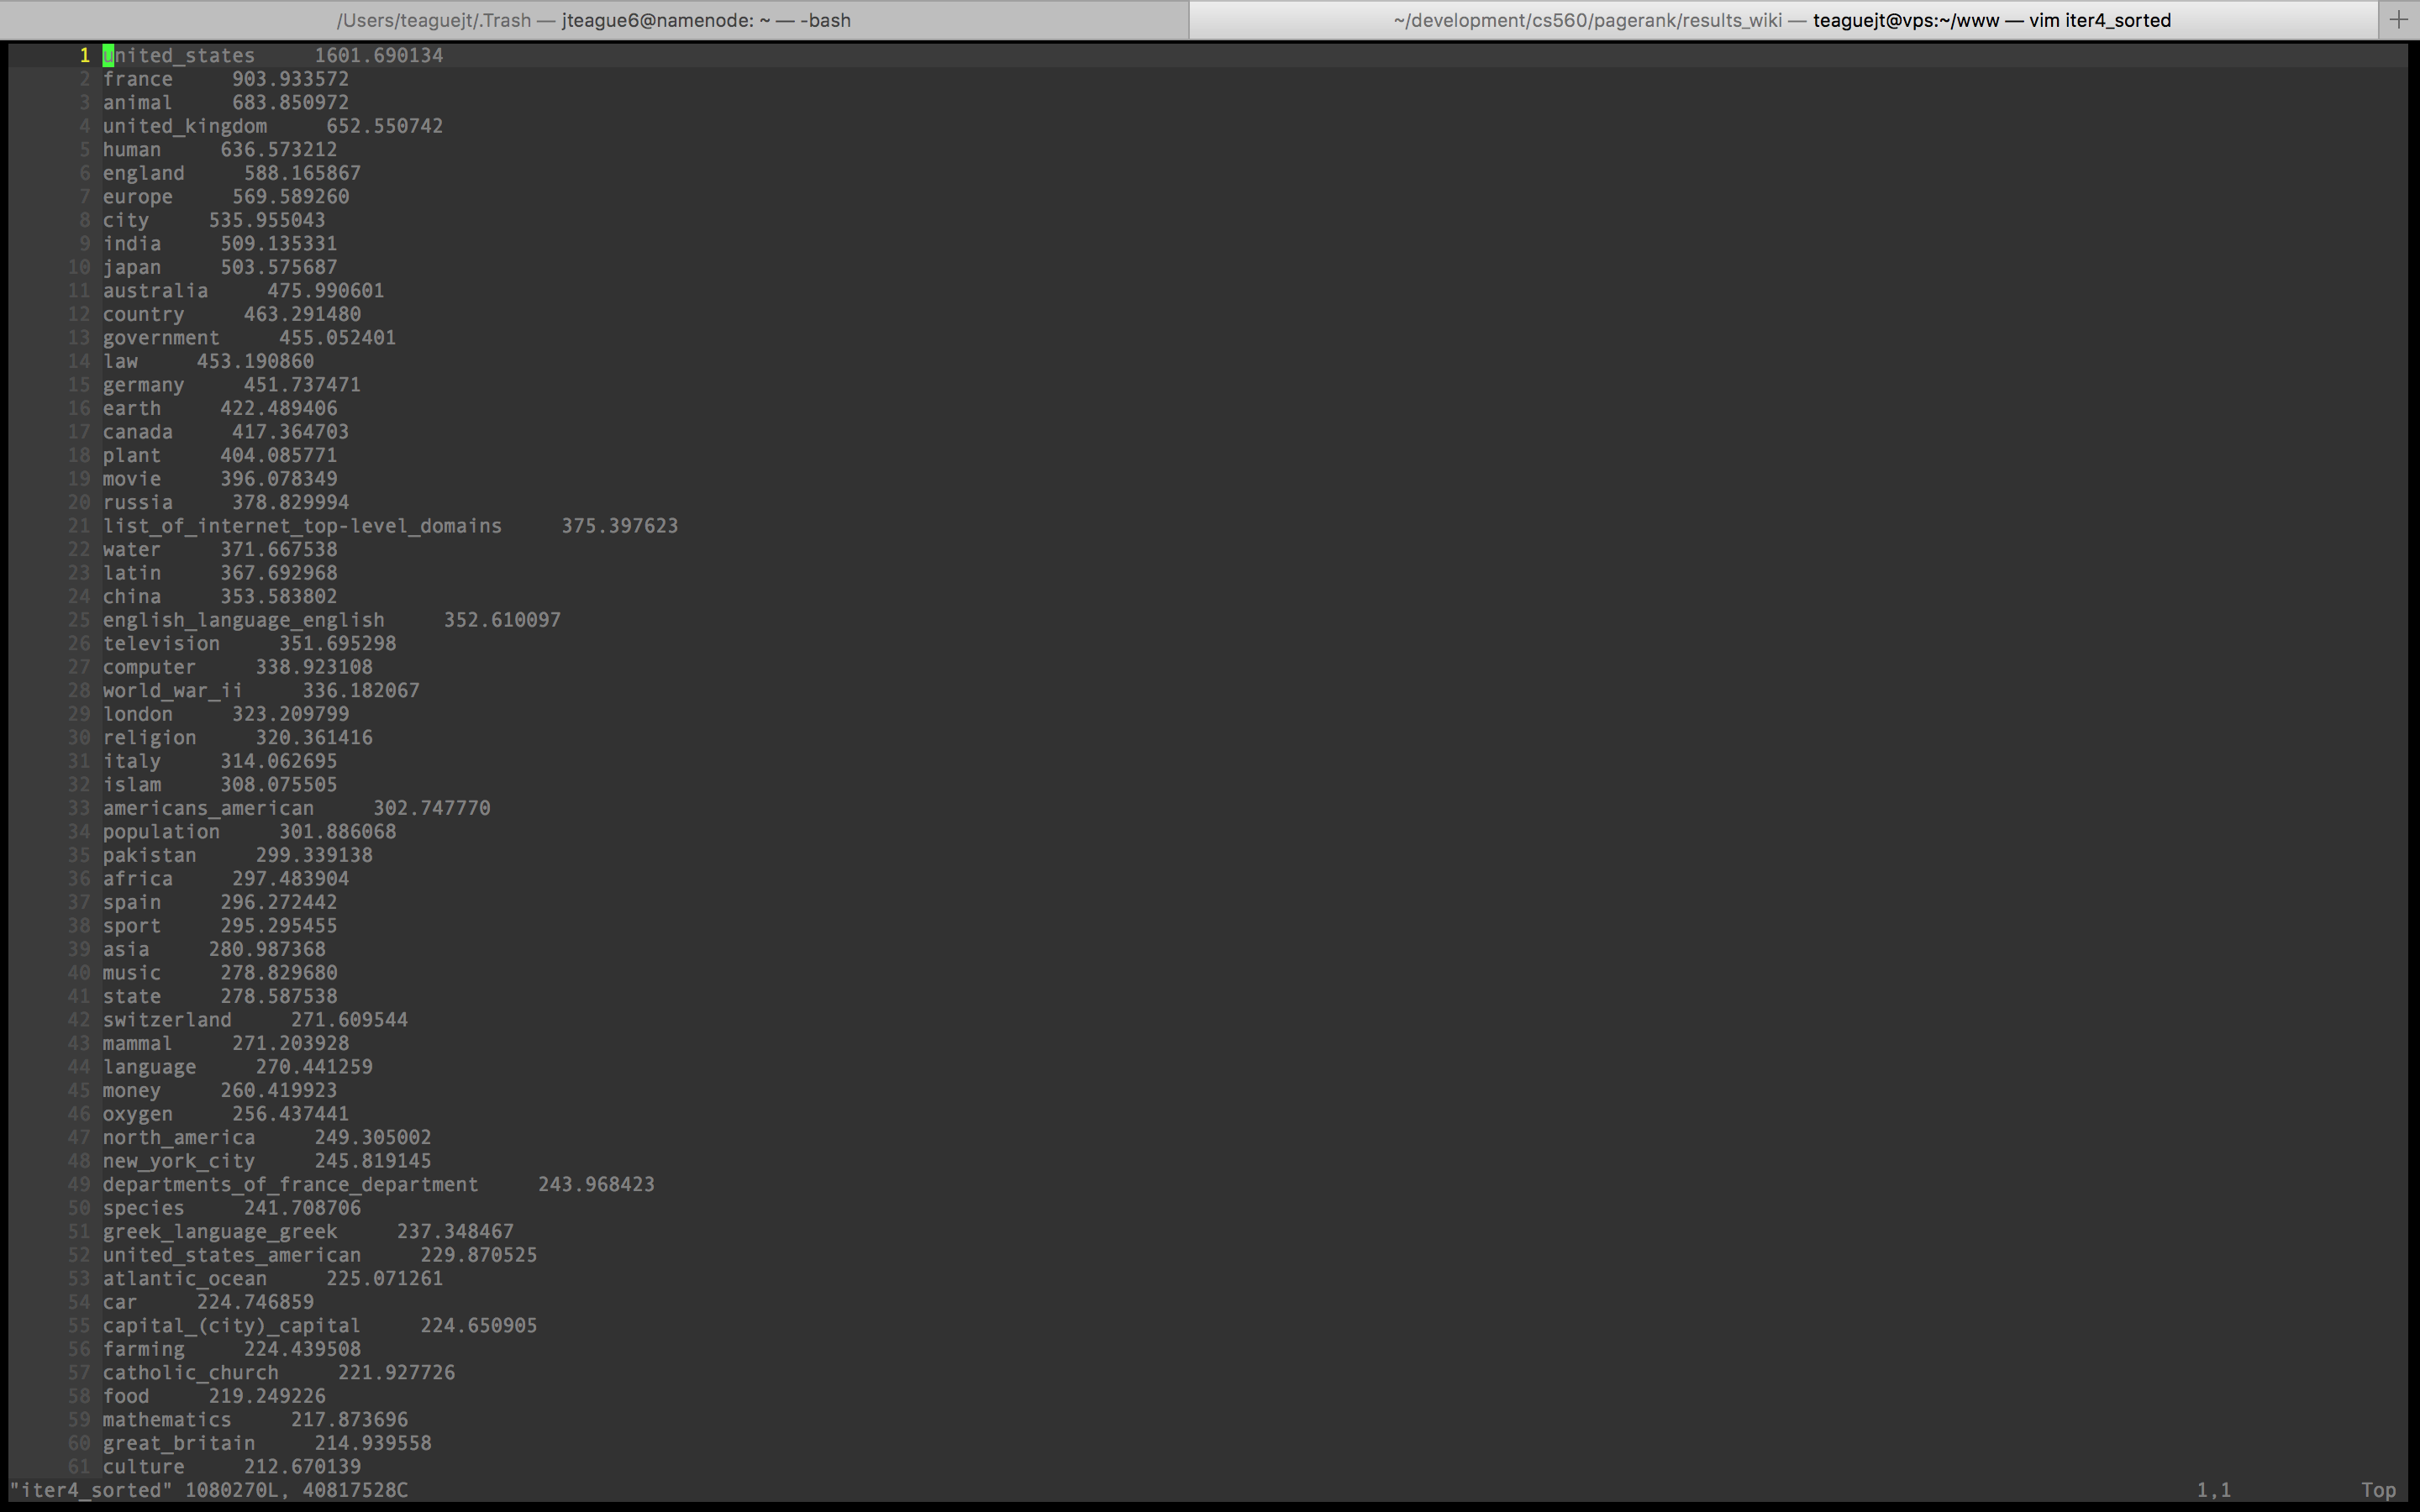 /Users/teaguejt/.Trash — jteague6@namenode: ~ — -bash
~/development/cs560/pagerank/results_wiki — teaguejt@vps:~/www — vim iter4_sorted
1 united_states 1601.690134
2 france 903.933572
3 animal 683.850972
4 united_kingdom 652.550742
5 human 636.573212
6 england 588.165867
7 europe 569.589260
8 city 535.955043
9 india 509.135331
10 japan 503.575687
11 australia 475.990601
12 country 463.291480
13 government 455.052401
14 law 453.190860
15 germany 451.737471
16 earth 422.489406
17 canada 417.364703
18 plant 404.085771
19 movie 396.078349
20 russia 378.829994
21 list_of_internet_top-level_domains 375.397623
22 water 371.667538
23 latin 367.692968
24 china 353.583802
25 english_language_english 352.610097
26 television 351.695298
27 computer 338.923108
28 world_war_ii 336.182067
29 london 323.209799
30 religion 320.361416
31 italy 314.062695
32 islam 308.075505
33 americans_american 302.747770
34 population 301.886068
35 pakistan 299.339138
36 africa 297.483904
37 spain 296.272442
38 sport 295.295455
39 asia 280.987368
40 music 278.829680
41 state 278.587538
42 switzerland 271.609544
43 mammal 271.203928
44 language 270.441259
45 money 260.419923
46 oxygen 256.437441
47 north_america 249.305002
48 new_york_city 245.819145
49 departments_of_france_department 243.968423
50 species 241.708706
51 greek_language_greek 237.348467
52 united_states_american 229.870525
53 atlantic_ocean 225.071261
54 car 224.746859
55 capital_(city)_capital 224.650905
56 farming 224.439508
57 catholic_church 221.927726
58 food 219.249226
59 mathematics 217.873696
60 great_britain 214.939558
61 culture 212.670139
"iter4_sorted" 1080270L, 40817528C 1,1 Top